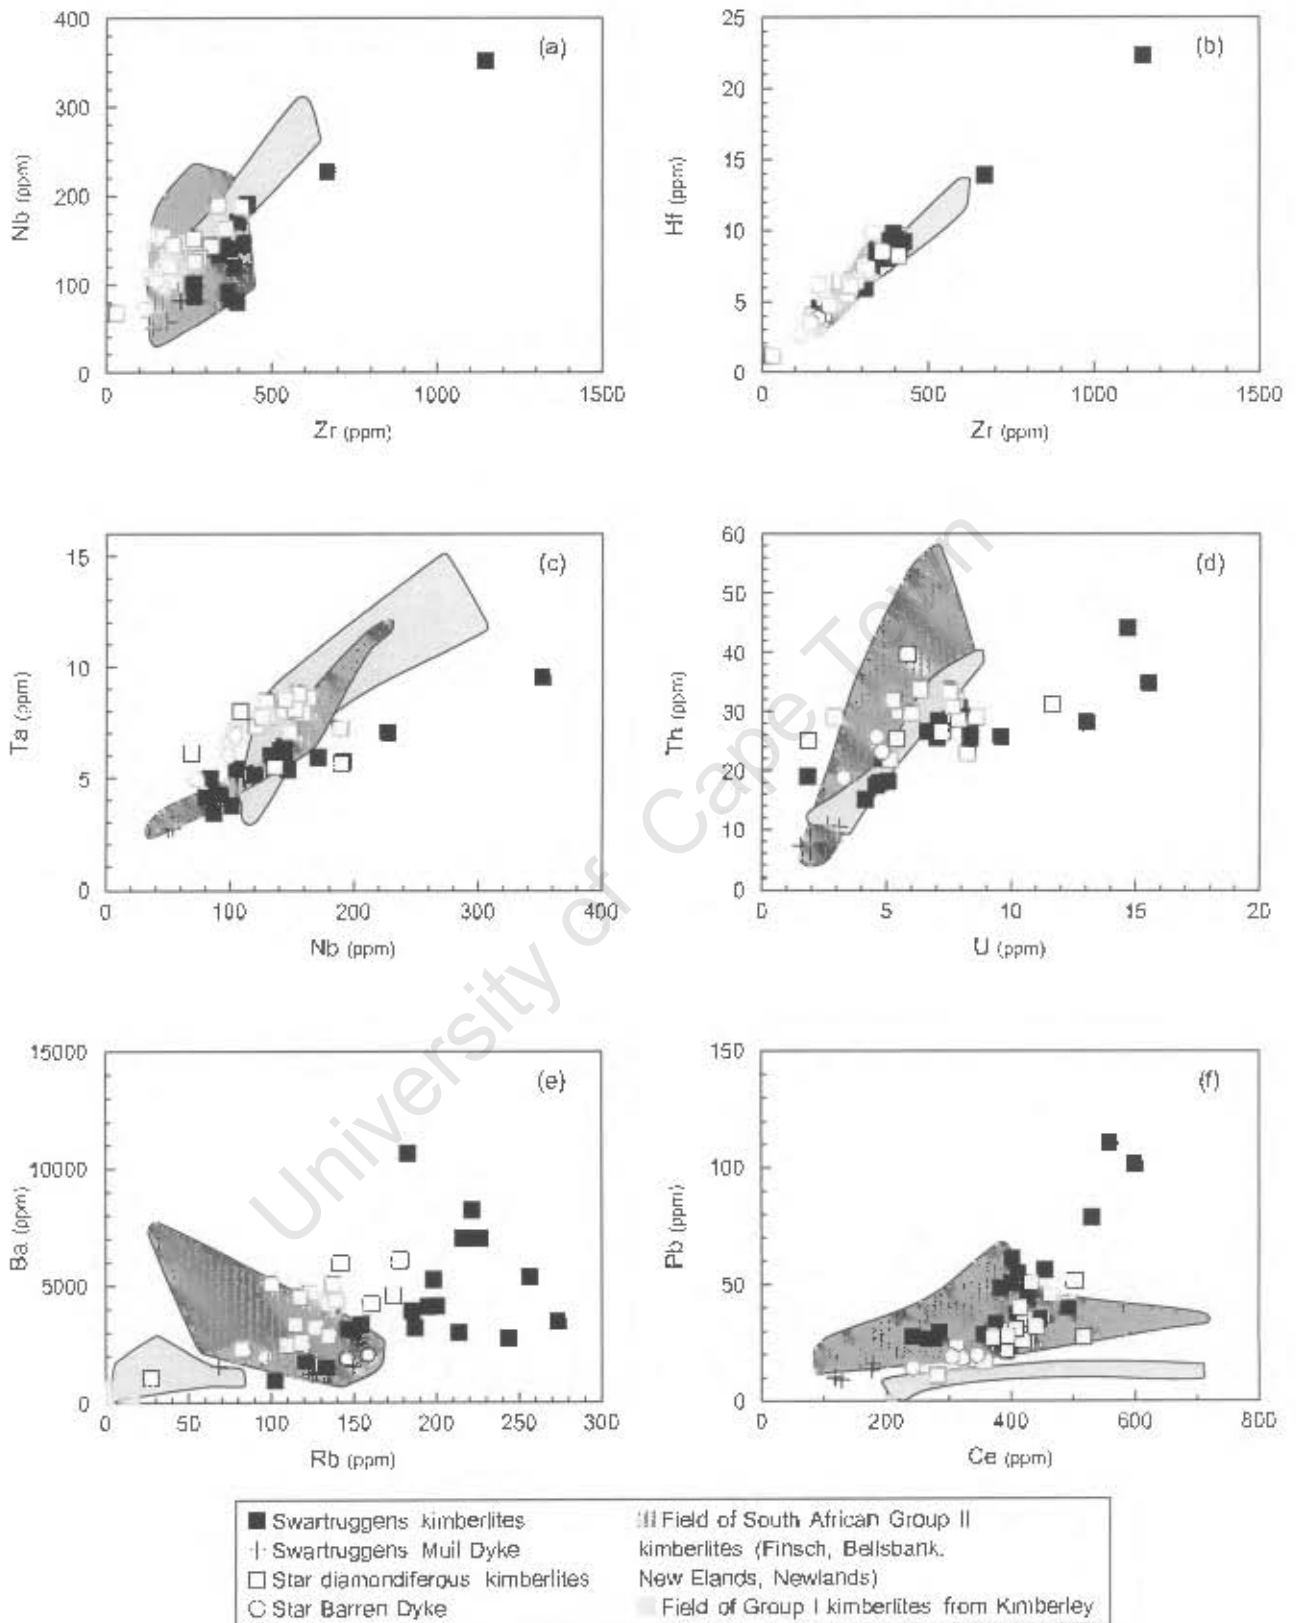 400
300
200
100
0
Nb (ppm)
0
500
1000
1500
Zr (ppm)
(a)
25
20
15
10
5
0
Hf (ppm)
0
500
1000
1500
Zr (ppm)
(b)
15
10
5
0
Ta (ppm)
0
100
200
300
400
Nb (ppm)
(c)
60
50
40
30
20
10
0
Th (ppm)
0
5
10
15
20
U (ppm)
(d)
15000
10000
5000
0
Ba (ppm)
0
50
100
150
200
250
300
Rb (ppm)
(e)
150
100
50
0
Pb (ppm)
0
200
400
600
800
Ce (ppm)
(f)
University of Cape Town
Swartruggens kimberlites
Swartruggens Muil Dyke
Star diamondiferous kimberlites
Star Barren Dyke
Field of South African Group II
kimberlites (Finsch, Bellsbank,
New Elands, Newlands)
Field of Group I kimberlites from Kimberley